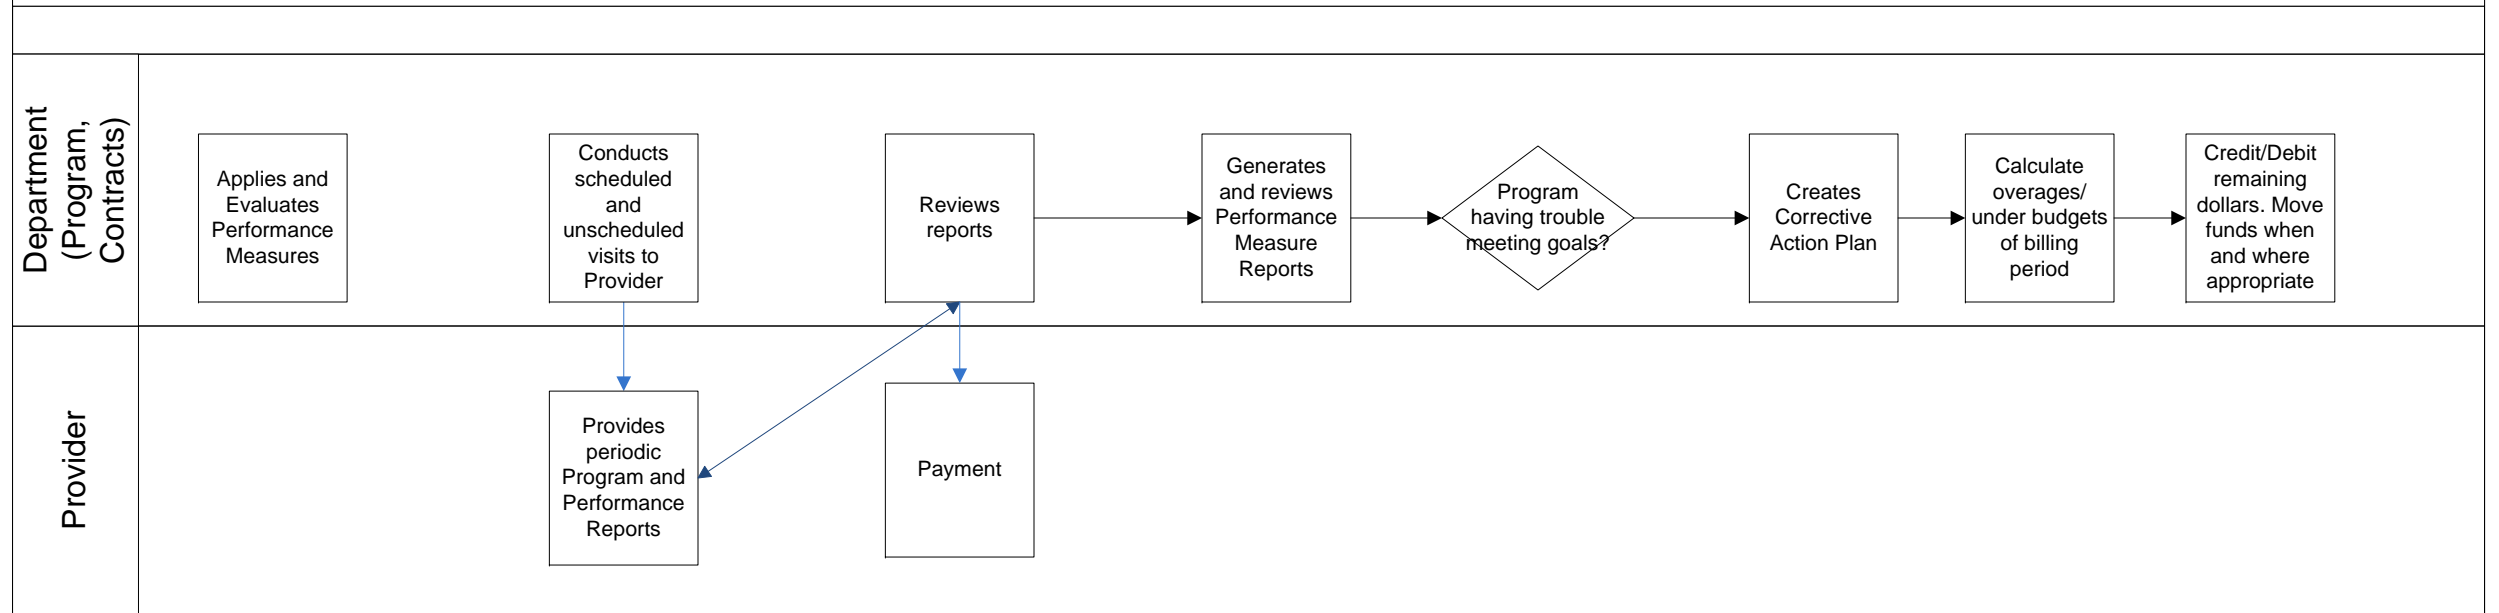 Department
(Program,
Contracts)
Applies and
Evaluates
Performance
Measures
Conducts
scheduled
and
unscheduled
visits to
Provider
Reviews
reports
Generates
and reviews
Performance
Measure
Reports
Program
having trouble
meeting goals?
Creates
Corrective
Action Plan
Calculate
overages/
under budgets
of billing
period
Credit/Debit
remaining
dollars. Move
funds when
and where
appropriate
Provider
Provides
periodic
Program and
Performance
Reports
Payment